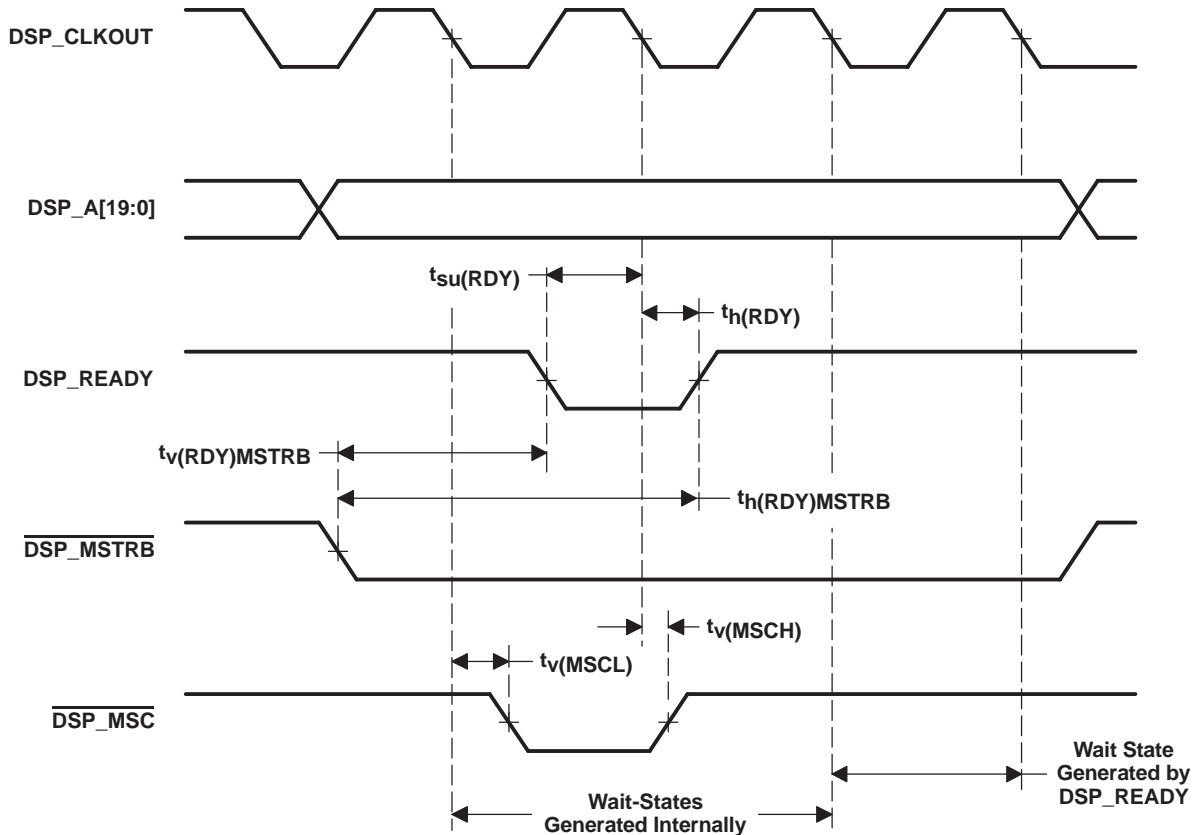 DSP_CLKOUT
DSP_A[19:0]
tsu(RDY)
th(RDY)
DSP_READY
tv(RDY)MSTRB
th(RDY)MSTRB
DSP_MSTRB
tv(MSCH)
tv(MSCL)
DSP_MSC
Wait State
Generated by
DSP_READY
Wait-States
Generated Internally